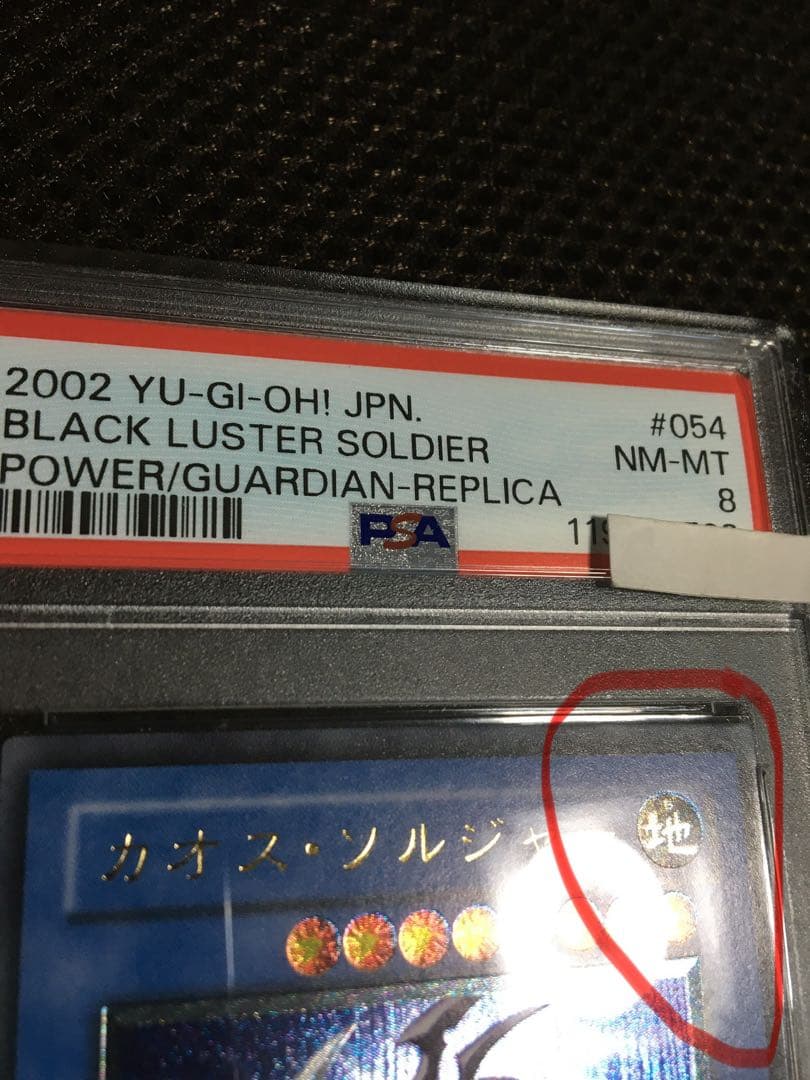 2002 YU-GI-OH! JPN.
#054
BLACK LUSTER SOLDIER
NM-MT
POWER/GUARDIAN-REPLICA
8
PSA
カオス・ソルジャ
地